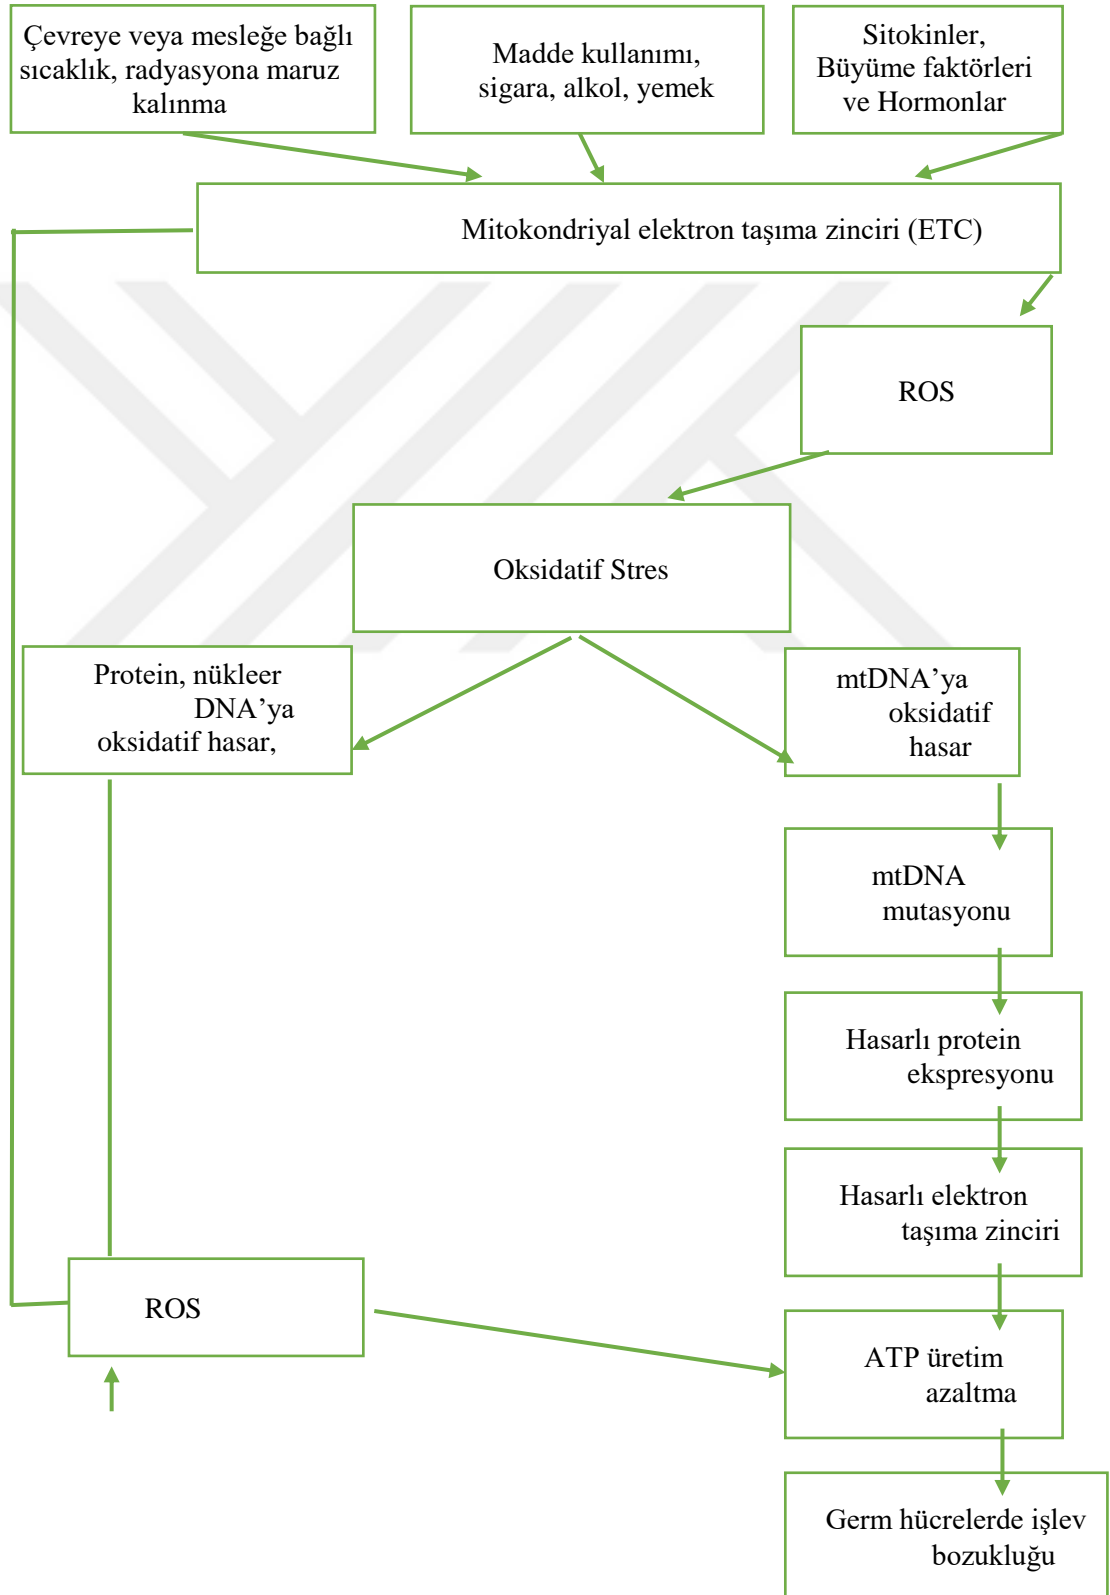 Çevreye veya mesleğe bağlı
sıcaklık, radyasyona maruz
kalınma
Madde kullanımı,
sigara, alkol, yemek
Sitokinler,
Büyüme faktörleri
ve Hormonlar
Mitokondriyal elektron taşıma zinciri (ETC)
ROS
Oksidatif Stres
Protein, nükleer
DNA’ya
oksidatif hasar,
mtDNA’ya
oksidatif
hasar
mtDNA
mutasyonu
Hasarlı protein
ekspresyonu
Hasarlı elektron
taşıma zinciri
ROS
ATP üretim
azaltma
Germ hücrelerde işlev
bozukluğu